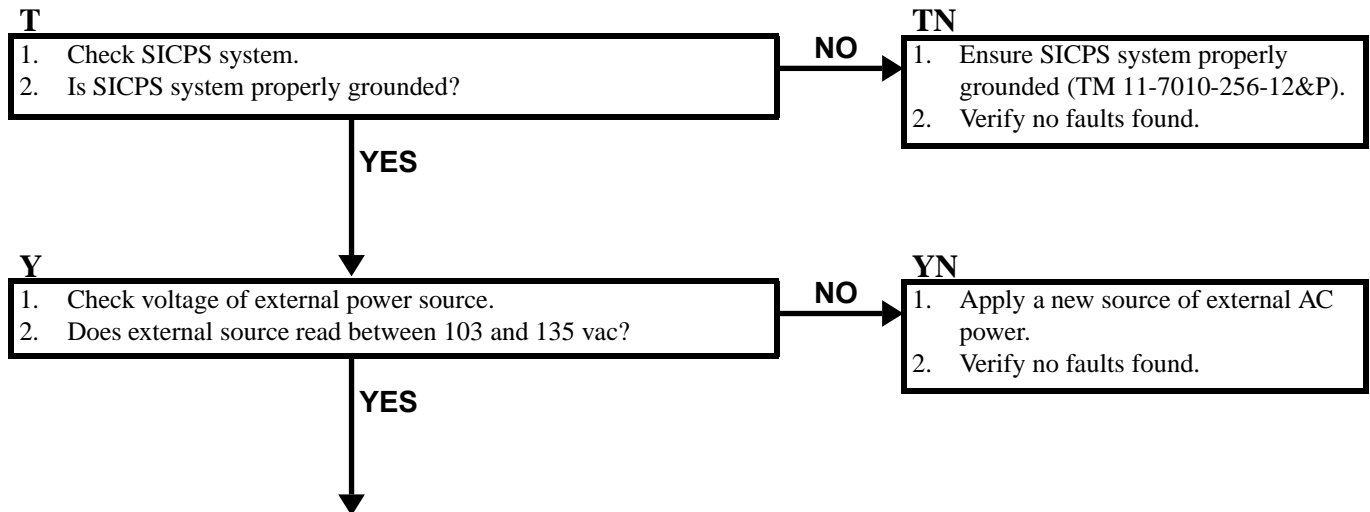 T
1. Check SICPS system.
2. Is SICPS system properly grounded?
NO
TN
1. Ensure SICPS system properly
grounded (TM 11-7010-256-12&P).
2. Verify no faults found.
YES
Y
1. Check voltage of external power source.
2. Does external source read between 103 and 135 vac?
NO
YN
1. Apply a new source of external AC
power.
2. Verify no faults found.
YES